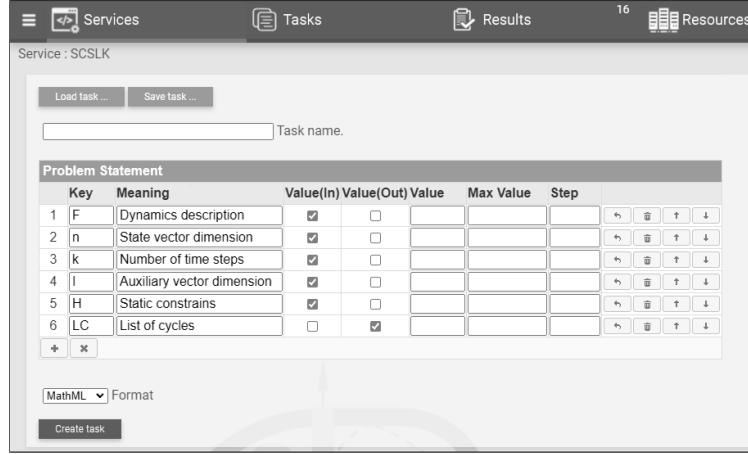 Services Tasks Results 16 Resources
Service : SCSLK
Load task ... Save task ...
Task name.
Problem Statement
Key Meaning Value(In) Value(Out) Value Max Value Step
1 F Dynamics description
2 n State vector dimension
3 k Number of time steps
4 l Auxiliary vector dimension
5 H Static constrains
6 LC List of cycles
MathML Format
Create task